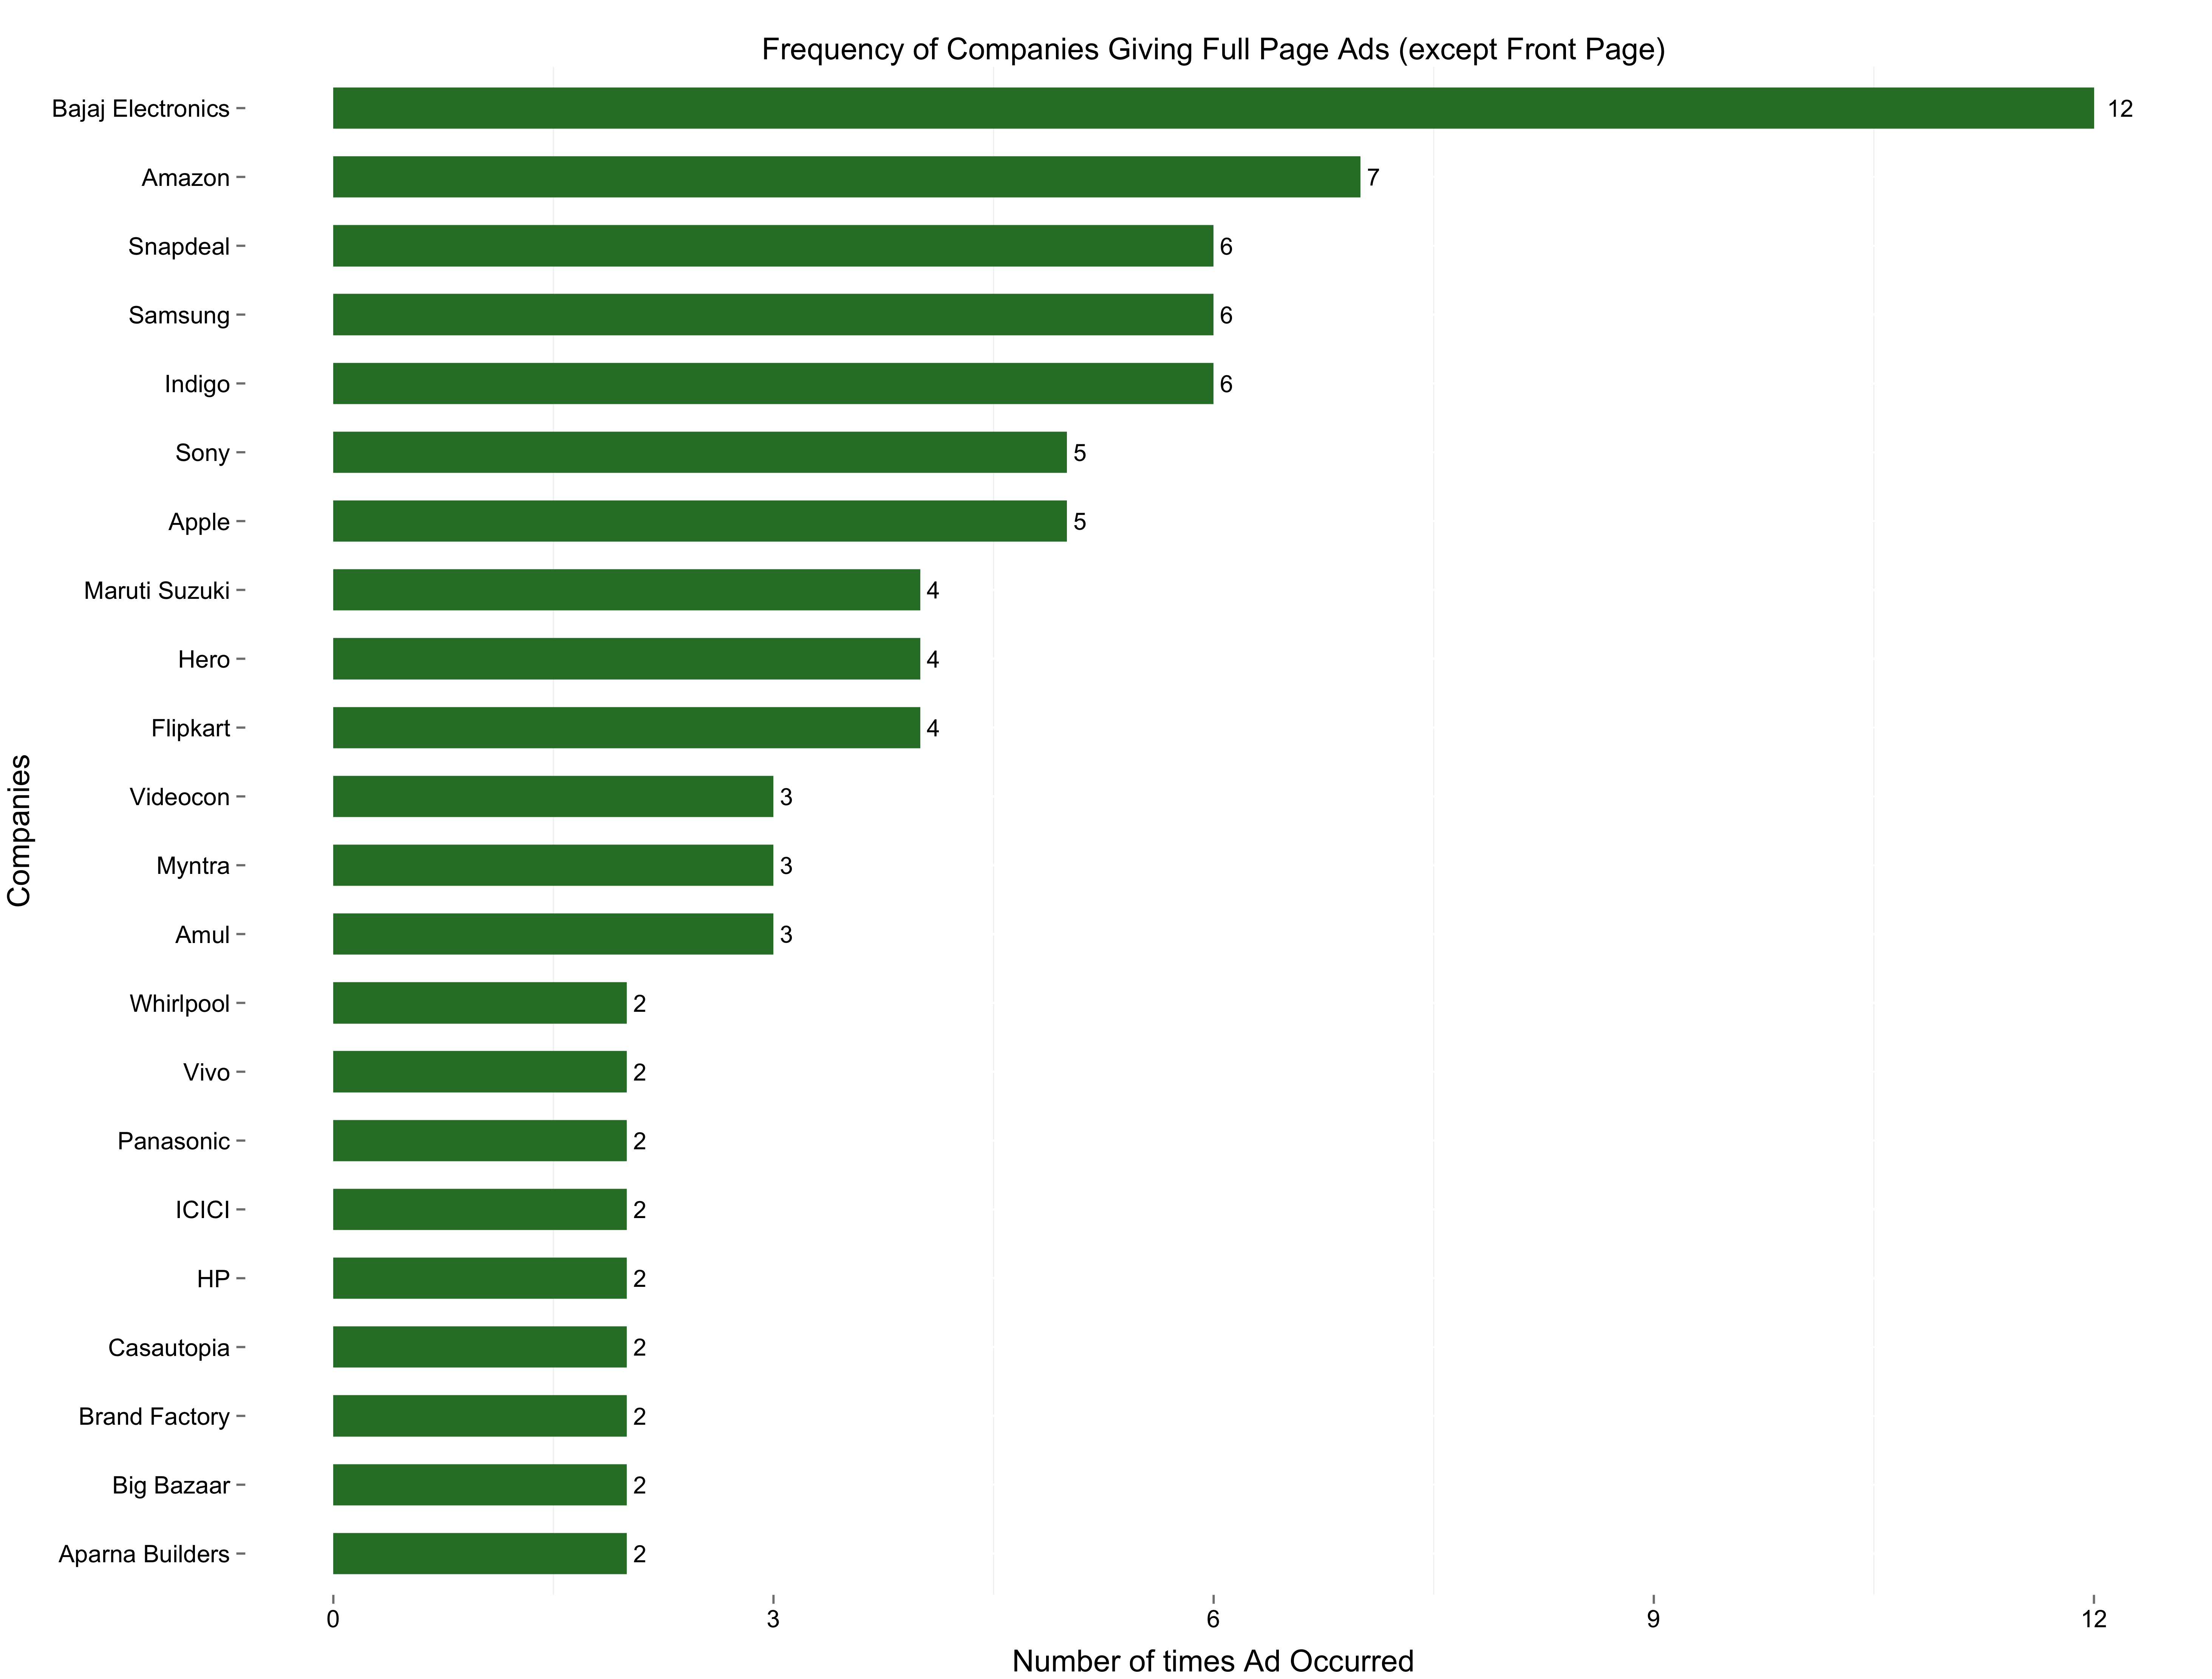 Frequency of Companies Giving Full Page Ads (except Front Page)
Bajaj Electronics 12
Amazon 7
Snapdeal 6
Samsung 6
Indigo 6
Sony 5
Apple 5
Maruti Suzuki 4
Hero 4
Flipkart 4
Videocon 3
Myntra 3
Amul 3
Whirlpool 2
Vivo 2
Panasonic 2
ICICI 2
HP 2
Casautopia 2
Brand Factory 2
Big Bazaar 2
Aparna Builders 2
Companies
0 3 6 9 12
Number of times Ad Occurred